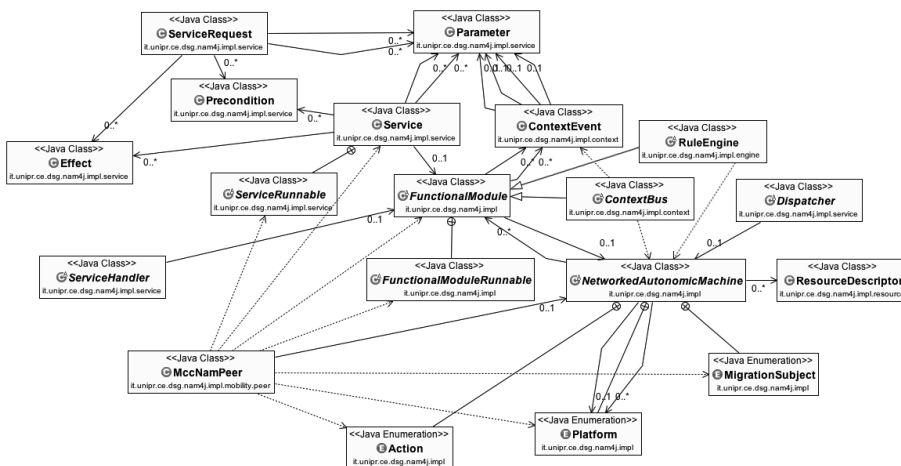 <<Java Class>>
ServiceRequest
it.unipr.ce.dsg.nam4j.impl.service
<<Java Class>>
Parameter
it.unipr.ce.dsg.nam4j.impl.service
0..*
0..*
0..*
0..*
0..*
0..1
0..1
0..1
0..*
<<Java Class>>
Precondition
it.unipr.ce.dsg.nam4j.impl.service
0..*
<<Java Class>>
Service
it.unipr.ce.dsg.nam4j.impl.service
<<Java Class>>
ContextEvent
it.unipr.ce.dsg.nam4j.impl.context
<<Java Class>>
RuleEngine
it.unipr.ce.dsg.nam4j.impl.engine
0..*
<<Java Class>>
Effect
it.unipr.ce.dsg.nam4j.impl.service
0..*
0..1
0..*
0..*
<<Java Class>>
ServiceRunnable
it.unipr.ce.dsg.nam4j.impl.service
<<Java Class>>
FunctionalModule
it.unipr.ce.dsg.nam4j.impl
<<Java Class>>
ContextBus
it.unipr.ce.dsg.nam4j.impl.context
<<Java Class>>
Dispatcher
it.unipr.ce.dsg.nam4j.impl.service
0..1
0..*
0..1
0..1
<<Java Class>>
ServiceHandler
it.unipr.ce.dsg.nam4j.impl.service
<<Java Class>>
FunctionalModuleRunnable
it.unipr.ce.dsg.nam4j.impl
<<Java Class>>
NetworkedAutonomicMachine
it.unipr.ce.dsg.nam4j.impl
<<Java Class>>
ResourceDescriptor
it.unipr.ce.dsg.nam4j.impl.resource
0..*
0..1
<<Java Class>>
MccNamPeer
it.unipr.ce.dsg.nam4j.impl.mobility.peer
<<Java Enumeration>>
MigrationSubject
it.unipr.ce.dsg.nam4j.impl
0..1
0..*
<<Java Enumeration>>
Action
it.unipr.ce.dsg.nam4j.impl
<<Java Enumeration>>
Platform
it.unipr.ce.dsg.nam4j.impl